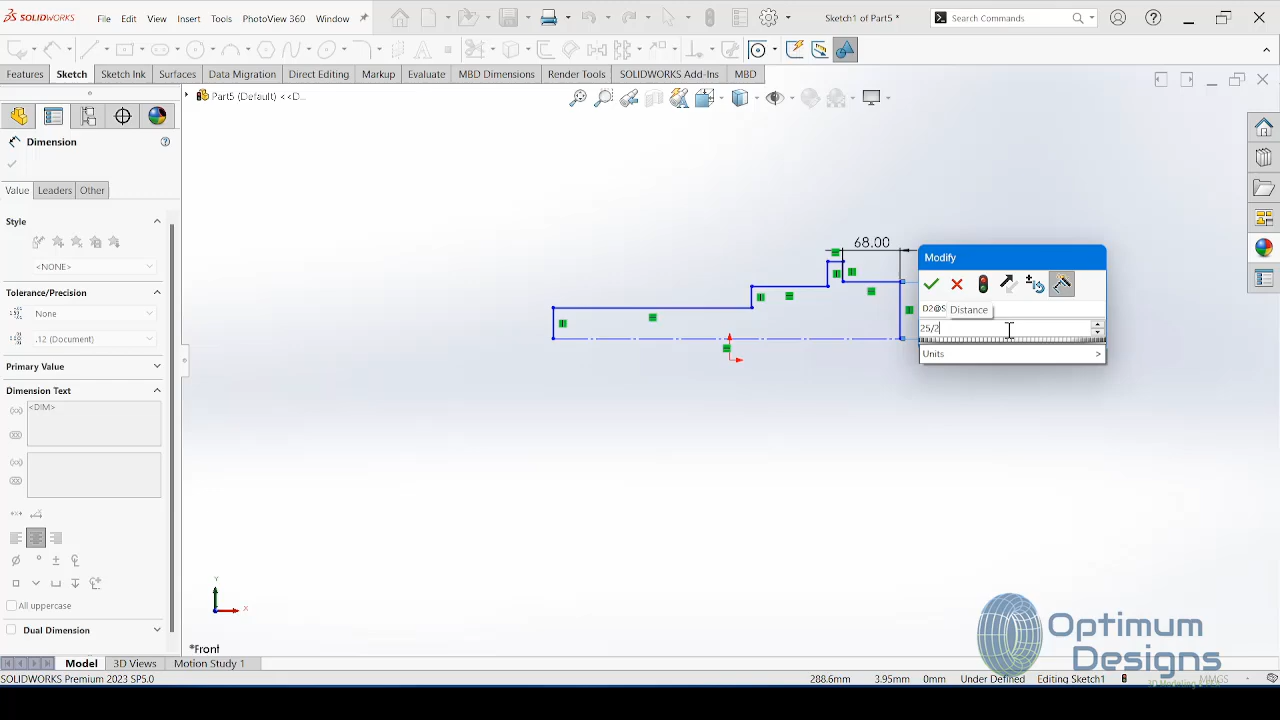 SOLIDWORKS File Edit View Insert Tools PhotoView 360 Window Sketch1 of Part5 * Search Commands
Features Sketch Sketch Ink Surfaces Data Migration Direct Editing Markup Evaluate MBD Dimensions Render Tools SOLIDWORKS Add-Ins MBD
Part5 (Default) <<D...
Dimension
Value Leaders Other
Style
<NONE>
Tolerance/Precision
None
.12 (Document)
Primary Value
Dimension Text
<DIM>
All uppercase
Dual Dimension
68.00
Modify
D2@S
Distance
25/2
Units >
Y
X
*Front
Optimum
Designs
Model 3D Views Motion Study 1
SOLIDWORKS Premium 2023 SP5.0 288.6mm 3.95mm 0mm Under Defined Editing Sketch1 MMGS